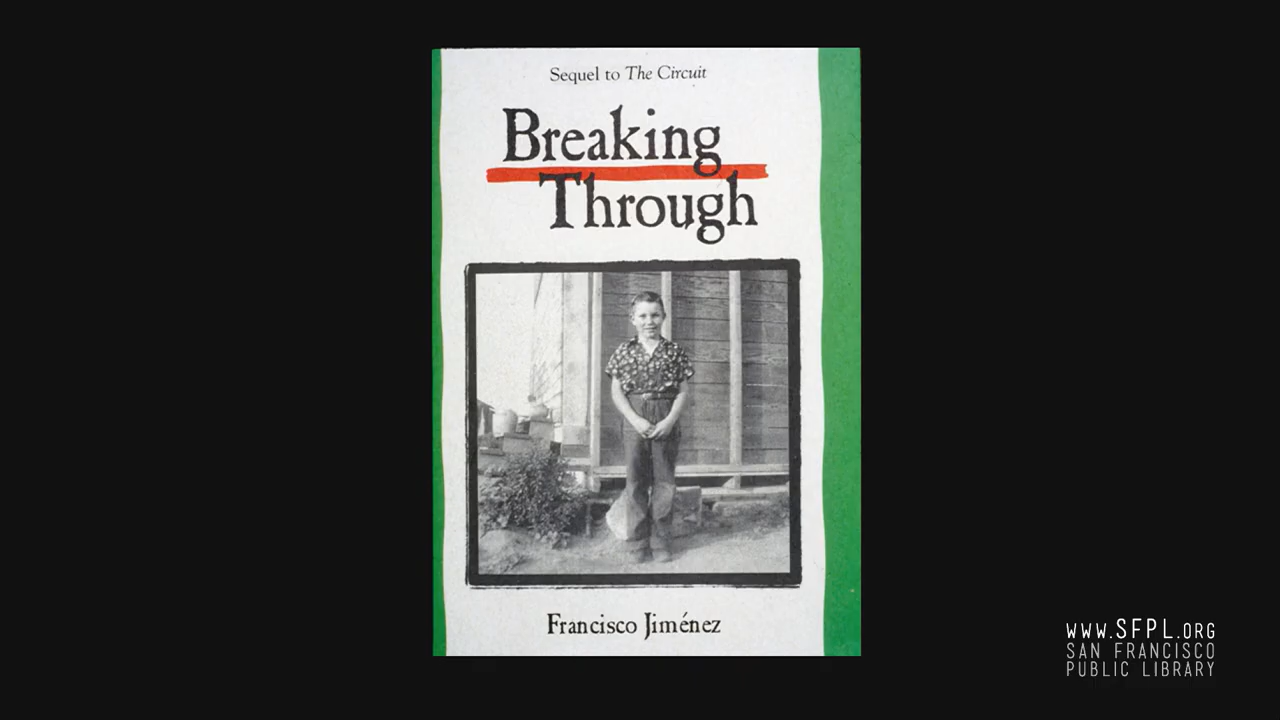 Sequel to The Circuit
Breaking
Through
Francisco Jiménez
www.SFPL.org
SAN FRANCISCO
PUBLIC LIBRARY